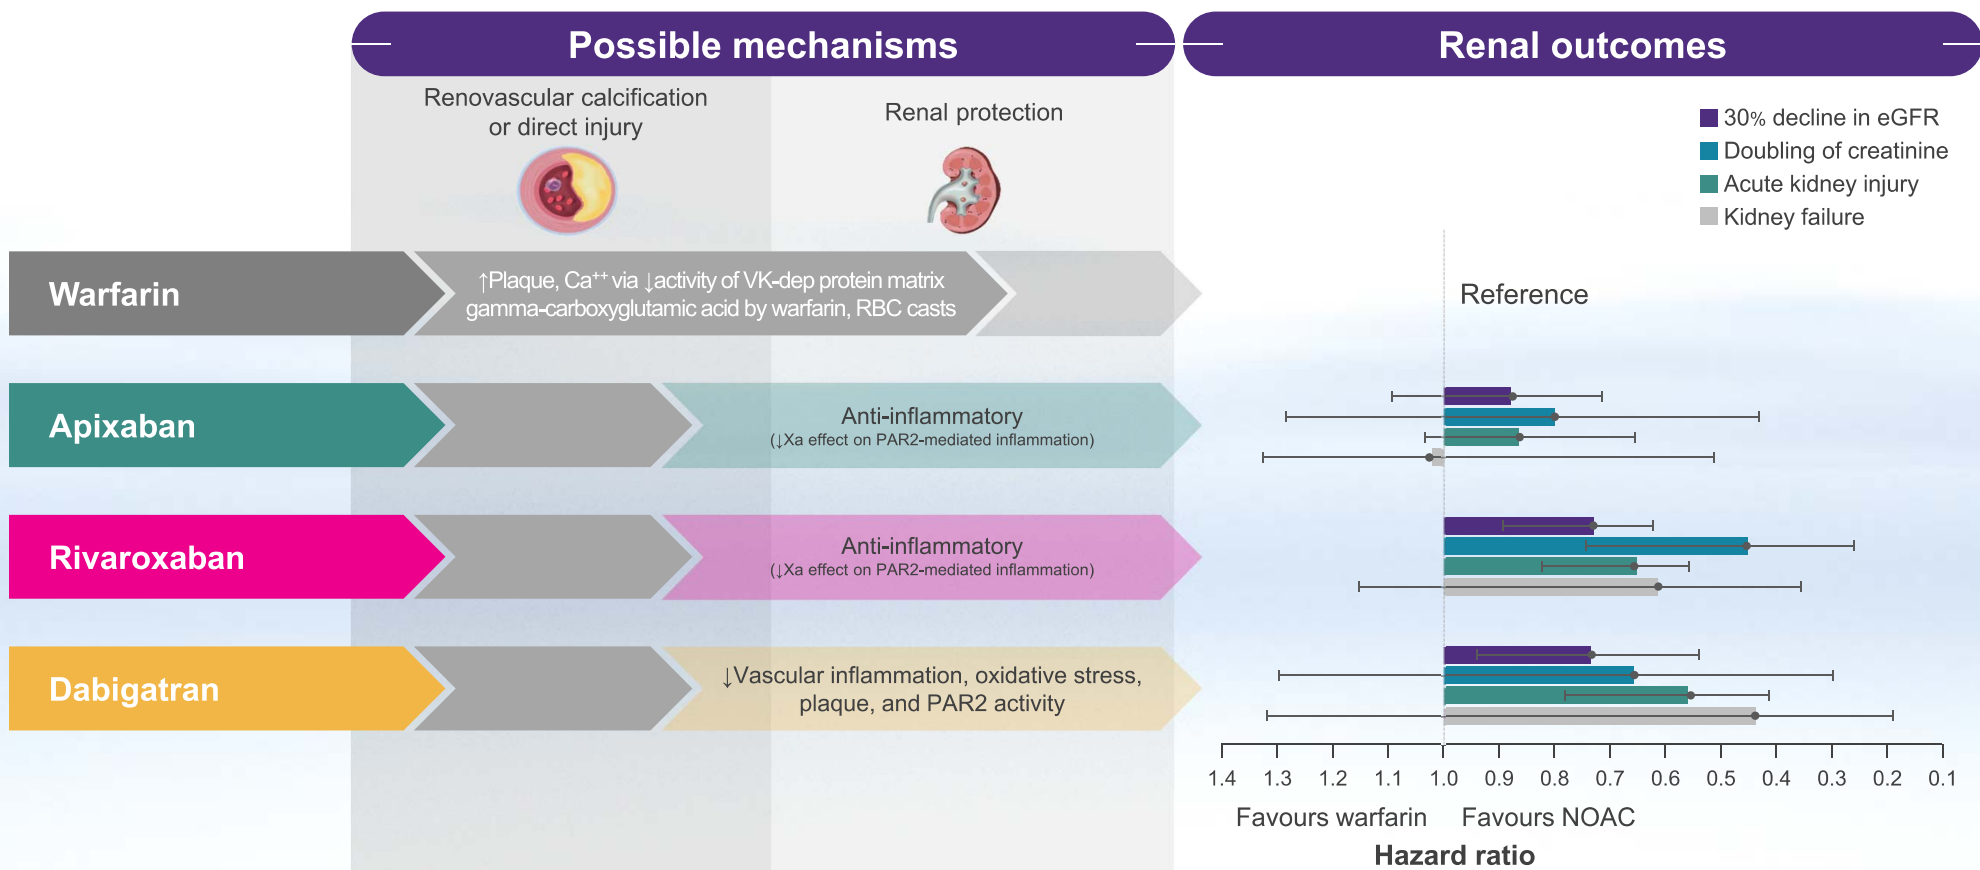 Possible mechanisms
Renal outcomes
Renovascular calcification
or direct injury
Renal protection
30% decline in eGFR
Doubling of creatinine
Acute kidney injury
Kidney failure
Warfarin
↑Plaque, Ca⁺⁺ via ↓activity of VK-dep protein matrix
gamma-carboxyglutamic acid by warfarin, RBC casts
Reference
Apixaban
Anti-inflammatory
(↓Xa effect on PAR2-mediated inflammation)
Rivaroxaban
Anti-inflammatory
(↓Xa effect on PAR2-mediated inflammation)
Dabigatran
↓Vascular inflammation, oxidative stress,
plaque, and PAR2 activity
1.4 1.3 1.2 1.1 1.0 0.9 0.8 0.7 0.6 0.5 0.4 0.3 0.2 0.1
Favours warfarin Favours NOAC
Hazard ratio